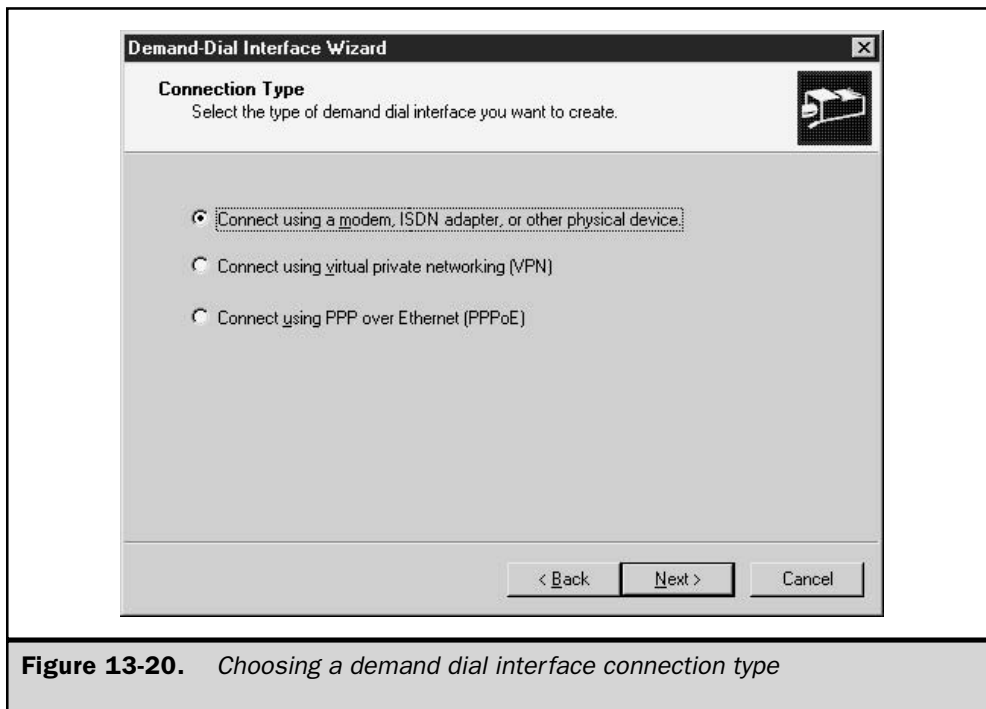 Demand-Dial Interface Wizard
Connection Type
Select the type of demand dial interface you want to create.
Connect using a modem, ISDN adapter, or other physical device.
Connect using virtual private networking (VPN)
Connect using PPP over Ethernet (PPPoE)
< Back Next > Cancel
Figure 13-20. Choosing a demand dial interface connection type